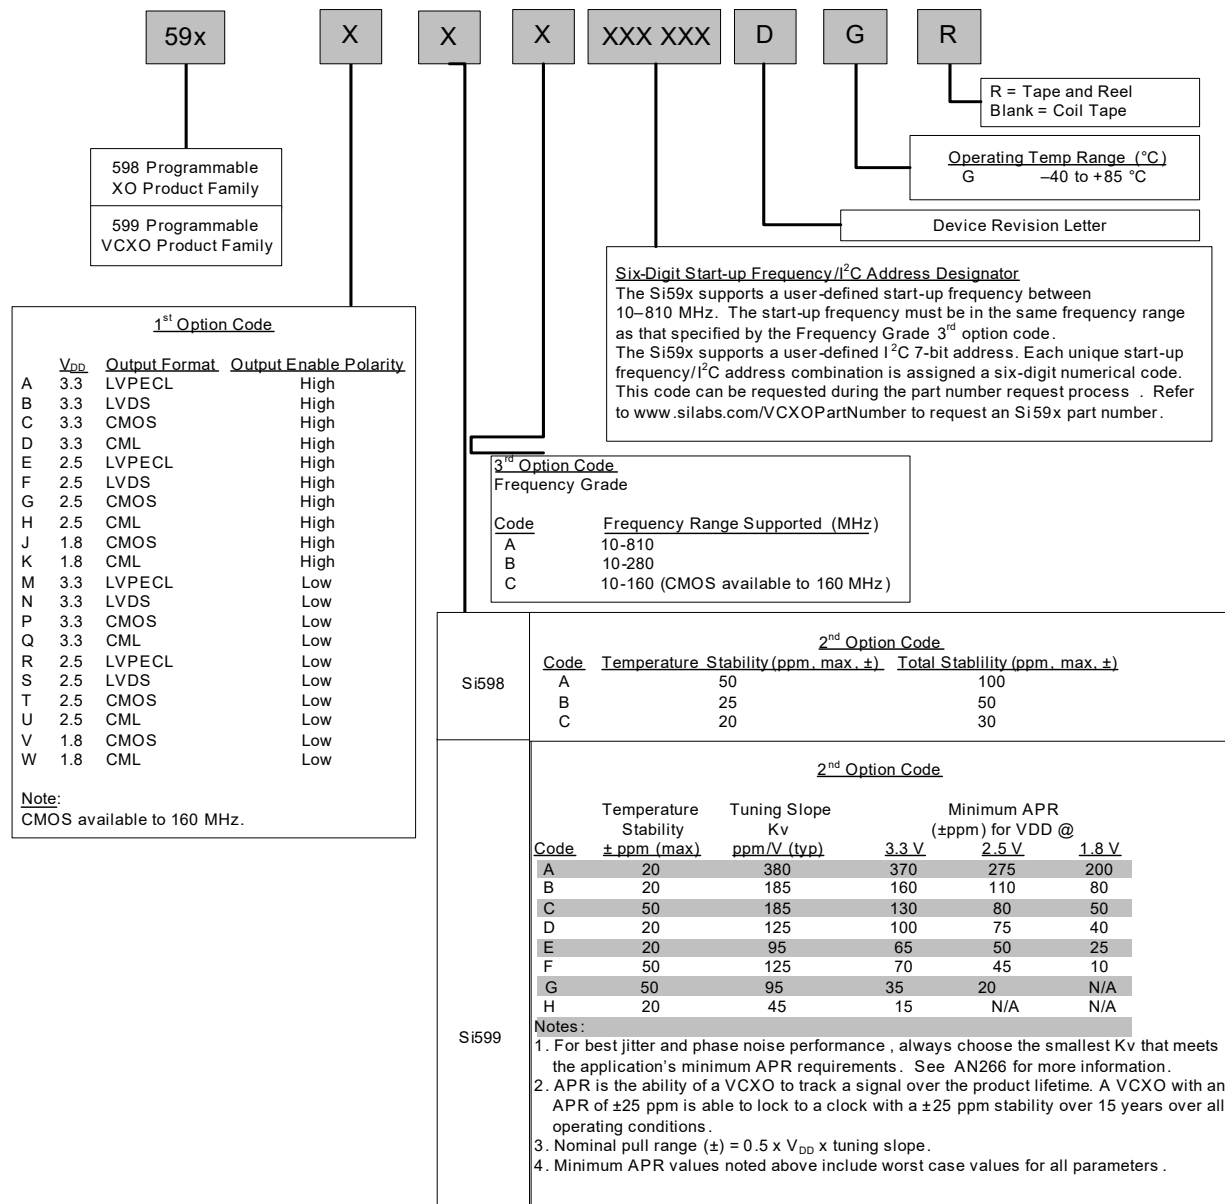 59x X X X XXX XXX D G R
R = Tape and Reel
Blank = Coil Tape
Operating Temp Range (°C)
G –40 to +85 °C
Device Revision Letter
598 Programmable
XO Product Family
599 Programmable
VCXO Product Family
Six-Digit Start-up Frequency/I²C Address Designator
The Si59x supports a user-defined start-up frequency between
10–810 MHz. The start-up frequency must be in the same frequency range
as that specified by the Frequency Grade 3rd option code.
The Si59x supports a user-defined I²C 7-bit address. Each unique start-up
frequency/I²C address combination is assigned a six-digit numerical code.
This code can be requested during the part number request process . Refer
to www.silabs.com/VCXOPartNumber to request an Si59x part number.
1st Option Code
VDD Output Format Output Enable Polarity
A 3.3 LVPECL High
B 3.3 LVDS High
C 3.3 CMOS High
D 3.3 CML High
E 2.5 LVPECL High
F 2.5 LVDS High
G 2.5 CMOS High
H 2.5 CML High
J 1.8 CMOS High
K 1.8 CML High
M 3.3 LVPECL Low
N 3.3 LVDS Low
P 3.3 CMOS Low
Q 3.3 CML Low
R 2.5 LVPECL Low
S 2.5 LVDS Low
T 2.5 CMOS Low
U 2.5 CML Low
V 1.8 CMOS Low
W 1.8 CML Low
Note:
CMOS available to 160 MHz.
3rd Option Code
Frequency Grade
Code Frequency Range Supported (MHz)
A 10-810
B 10-280
C 10-160 (CMOS available to 160 MHz)
Si598
2nd Option Code
Code Temperature Stability (ppm, max, ±) Total Stablility (ppm, max, ±)
A 50 100
B 25 50
C 20 30
Si599
2nd Option Code
Temperature Tuning Slope Minimum APR
Stability Kv (±ppm) for VDD @
Code ± ppm (max) ppm/V (typ) 3.3 V 2.5 V 1.8 V
A 20 380 370 275 200
B 20 185 160 110 80
C 50 185 130 80 50
D 20 125 100 75 40
E 20 95 65 50 25
F 50 125 70 45 10
G 50 95 35 20 N/A
H 20 45 15 N/A N/A
Notes:
1. For best jitter and phase noise performance , always choose the smallest Kv that meets
the application's minimum APR requirements. See AN266 for more information.
2. APR is the ability of a VCXO to track a signal over the product lifetime. A VCXO with an
APR of ±25 ppm is able to lock to a clock with a ±25 ppm stability over 15 years over all
operating conditions.
3. Nominal pull range (±) = 0.5 x VDD x tuning slope.
4. Minimum APR values noted above include worst case values for all parameters .